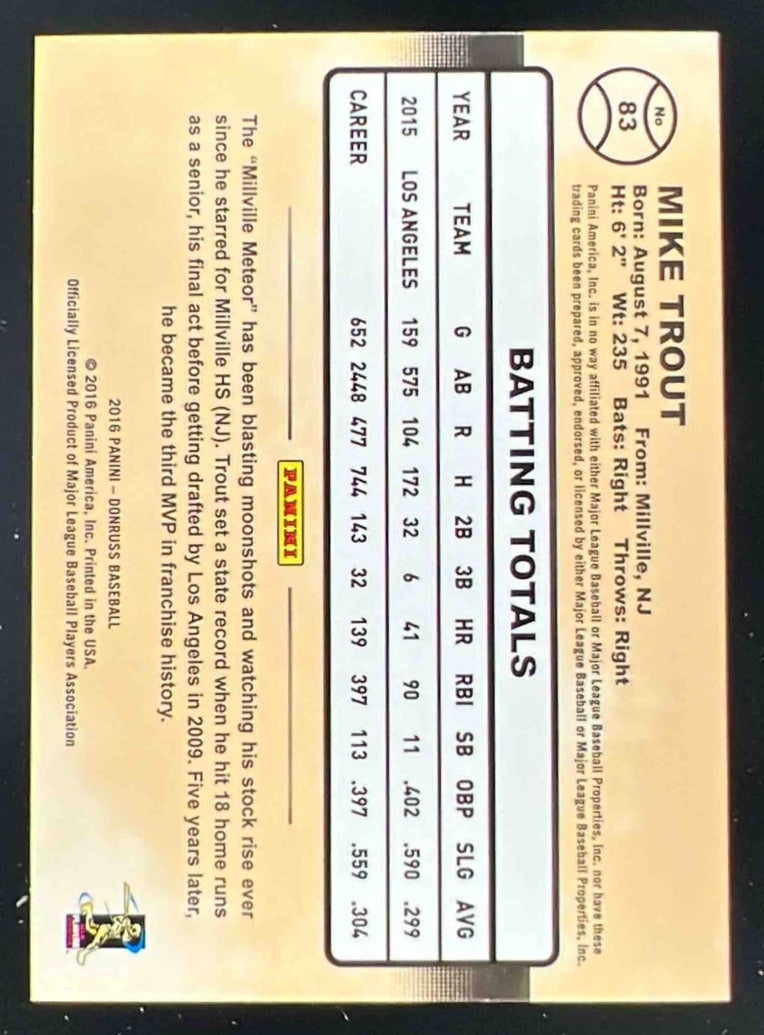 No
83
MIKE TROUT
Born: August 7, 1991 From: Millville, NJ
Ht: 6' 2" Wt: 235 Bats: Right Throws: Right
Panini America, Inc. is in no way affiliated with either Major League Baseball or Major League Baseball Properties, Inc. nor have these
trading cards been prepared, approved, endorsed, or licensed by either Major League Baseball or Major League Baseball Properties, Inc.
BATTING TOTALS
YEAR TEAM G AB R H 2B 3B HR RBI SB OBP SLG AVG
2015 LOS ANGELES 159 575 104 172 32 6 41 90 11 .402 .590 .299
CAREER 652 2448 477 744 143 32 139 397 113 .397 .559 .304
PANINI
The "Millville Meteor" has been blasting moonshots and watching his stock rise ever
since he starred for Millville HS (NJ). Trout set a state record when he hit 18 home runs
as a senior, his final act before getting drafted by Los Angeles in 2009. Five years later,
he became the third MVP in franchise history.
2016 PANINI – DONRUSS BASEBALL
© 2016 Panini America, Inc. Printed in the USA.
Officially Licensed Product of Major League Baseball Players Association